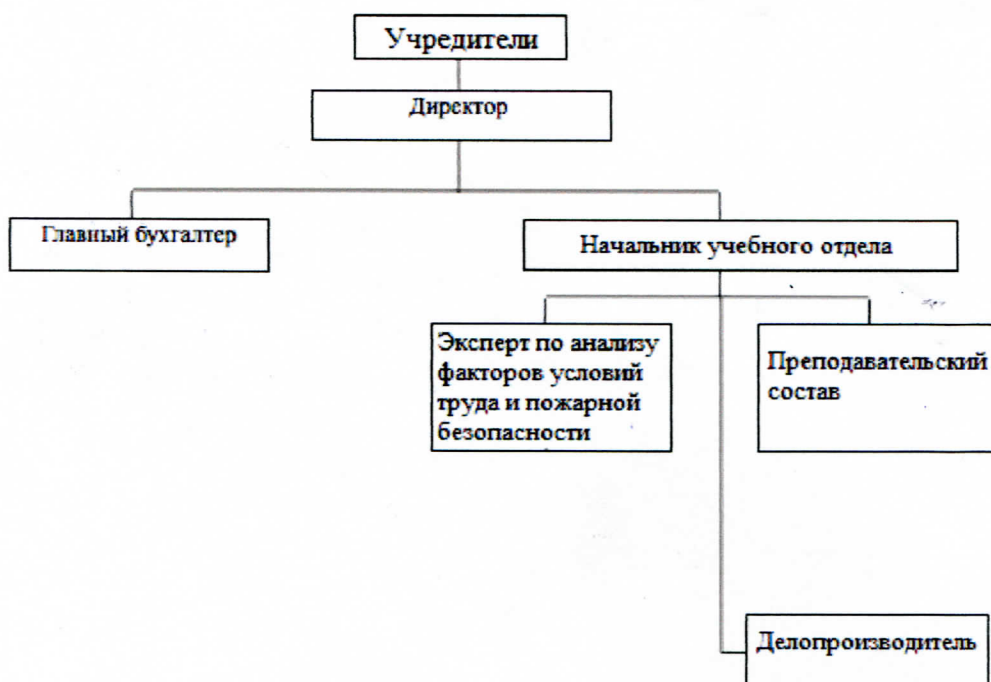 Учредители
Директор
Главный бухгалтер
Начальник учебного отдела
Эксперт по анализу
факторов условий
труда и пожарной
безопасности
Преподавательский
состав
Делопроизводитель